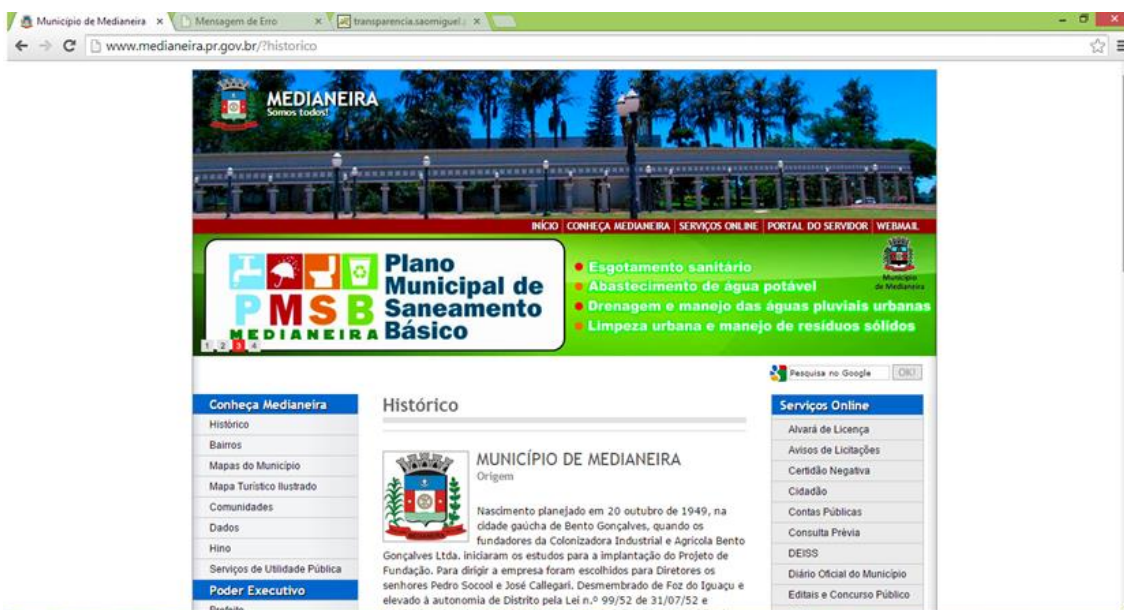 Município de Medianeira
Mensagem de Erro
transparencia.saomiguel.
www.medianeira.pr.gov.br/?historico
MEDIANEIRA
Somos todos!
INÍCIO CONHEÇA MEDIANEIRA SERVIÇOS ONLINE PORTAL DO SERVIDOR WEBMAIL
PMSB
MEDIANEIRA
Plano
Municipal de
Saneamento
Básico
Esgotamento sanitário
Abastecimento de água potável
Drenagem e manejo das águas pluviais urbanas
Limpeza urbana e manejo de resíduos sólidos
Município
de Medianeira
1 2 3 4
Pesquisa no Google OK!
Conheça Medianeira
Histórico
Bairros
Mapas do Município
Mapa Turístico Ilustrado
Comunidades
Dados
Hino
Serviços de Utilidade Pública
Poder Executivo
Prefeito
Histórico
MUNICÍPIO DE MEDIANEIRA
Origem
Nascimento planejado em 20 outubro de 1949, na
cidade gaúcha de Bento Gonçalves, quando os
fundadores da Colonizadora Industrial e Agrícola Bento
Gonçalves Ltda. iniciaram os estudos para a implantação do Projeto de
Fundação. Para dirigir a empresa foram escolhidos para Diretores os
senhores Pedro Socool e José Callegari. Desmembrado de Foz do Iguaçu e
elevado à autonomia de Distrito pela Lei n.º 99/52 de 31/07/52 e
Serviços Online
Alvará de Licença
Avisos de Licitações
Certidão Negativa
Cidadão
Contas Públicas
Consulta Prévia
DEISS
Diário Oficial do Município
Editais e Concurso Público